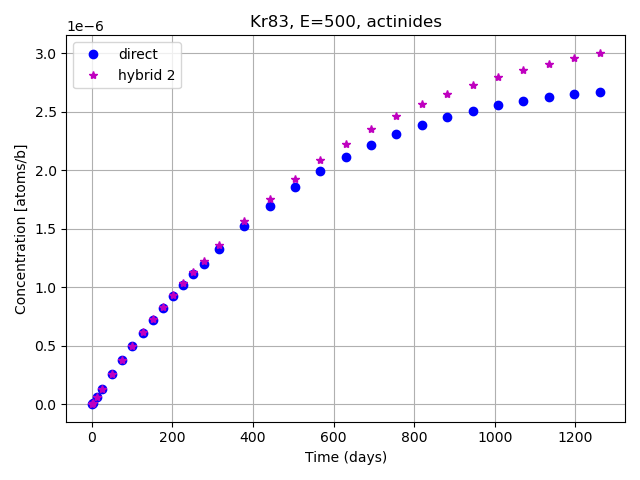 Kr83, E=500, actinides
1e−6
direct
hybrid 2
3.0
2.5
2.0
1.5
1.0
0.5
0.0
Concentration [atoms/b]
0 200 400 600 800 1000 1200
Time (days)